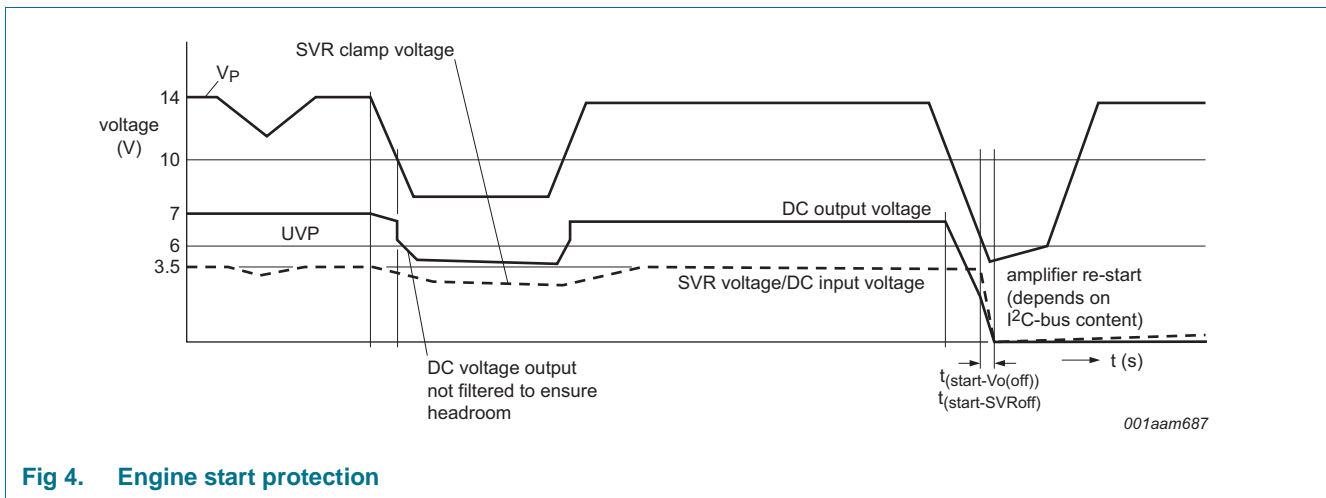 SVR clamp voltage
VP
14
voltage
(V)
10
7
DC output voltage
UVP
6
3.5
SVR voltage/DC input voltage
amplifier re-start
(depends on
I2C-bus content)
DC voltage output
not filtered to ensure
headroom
t (s)
t(start-Vo(off))
t(start-SVRoff)
001aam687
Fig 4. Engine start protection